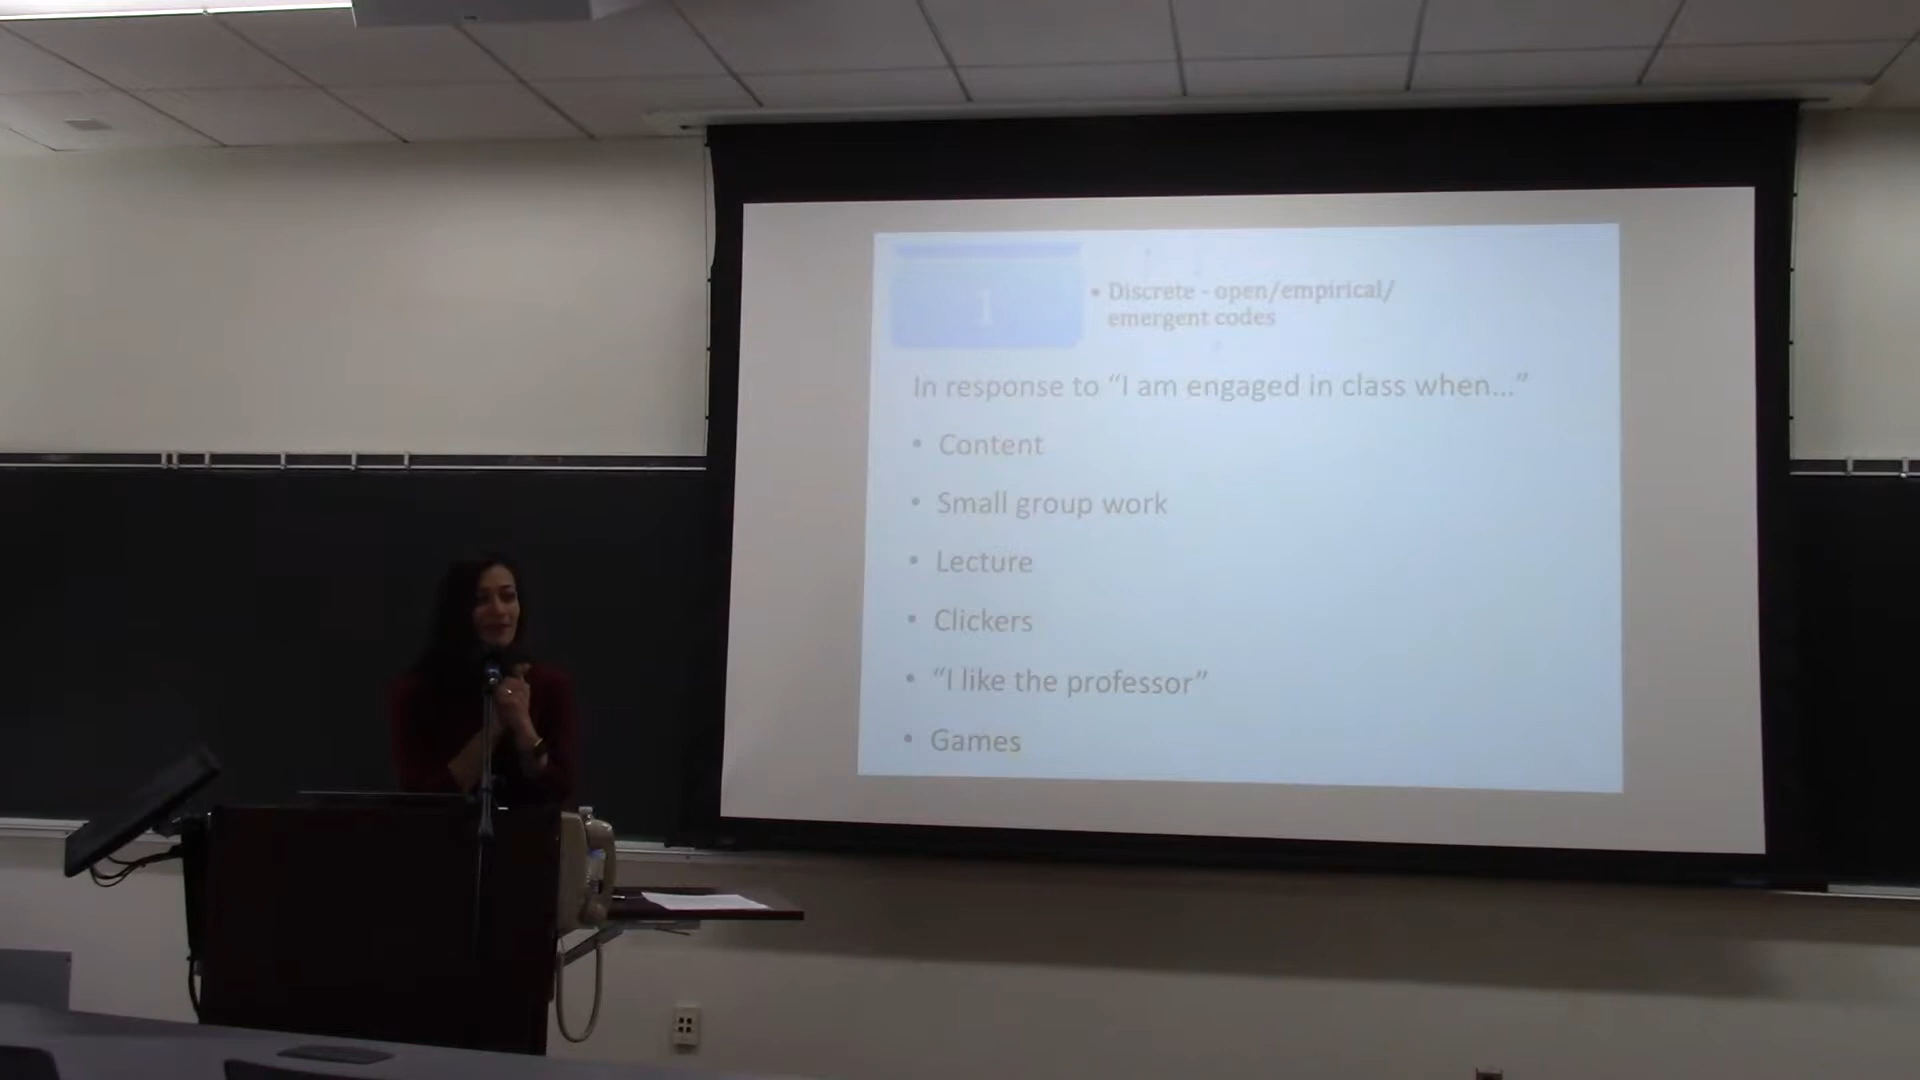 1
• Discrete - open/empirical/
emergent codes
In response to “I am engaged in class when...”
• Content
• Small group work
• Lecture
• Clickers
• “I like the professor”
• Games